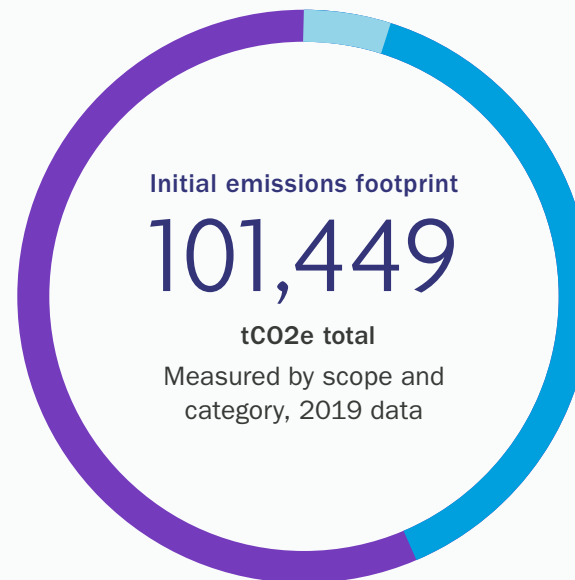 Initial emissions footprint
101,449
tCO2e total
Measured by scope and
category, 2019 data